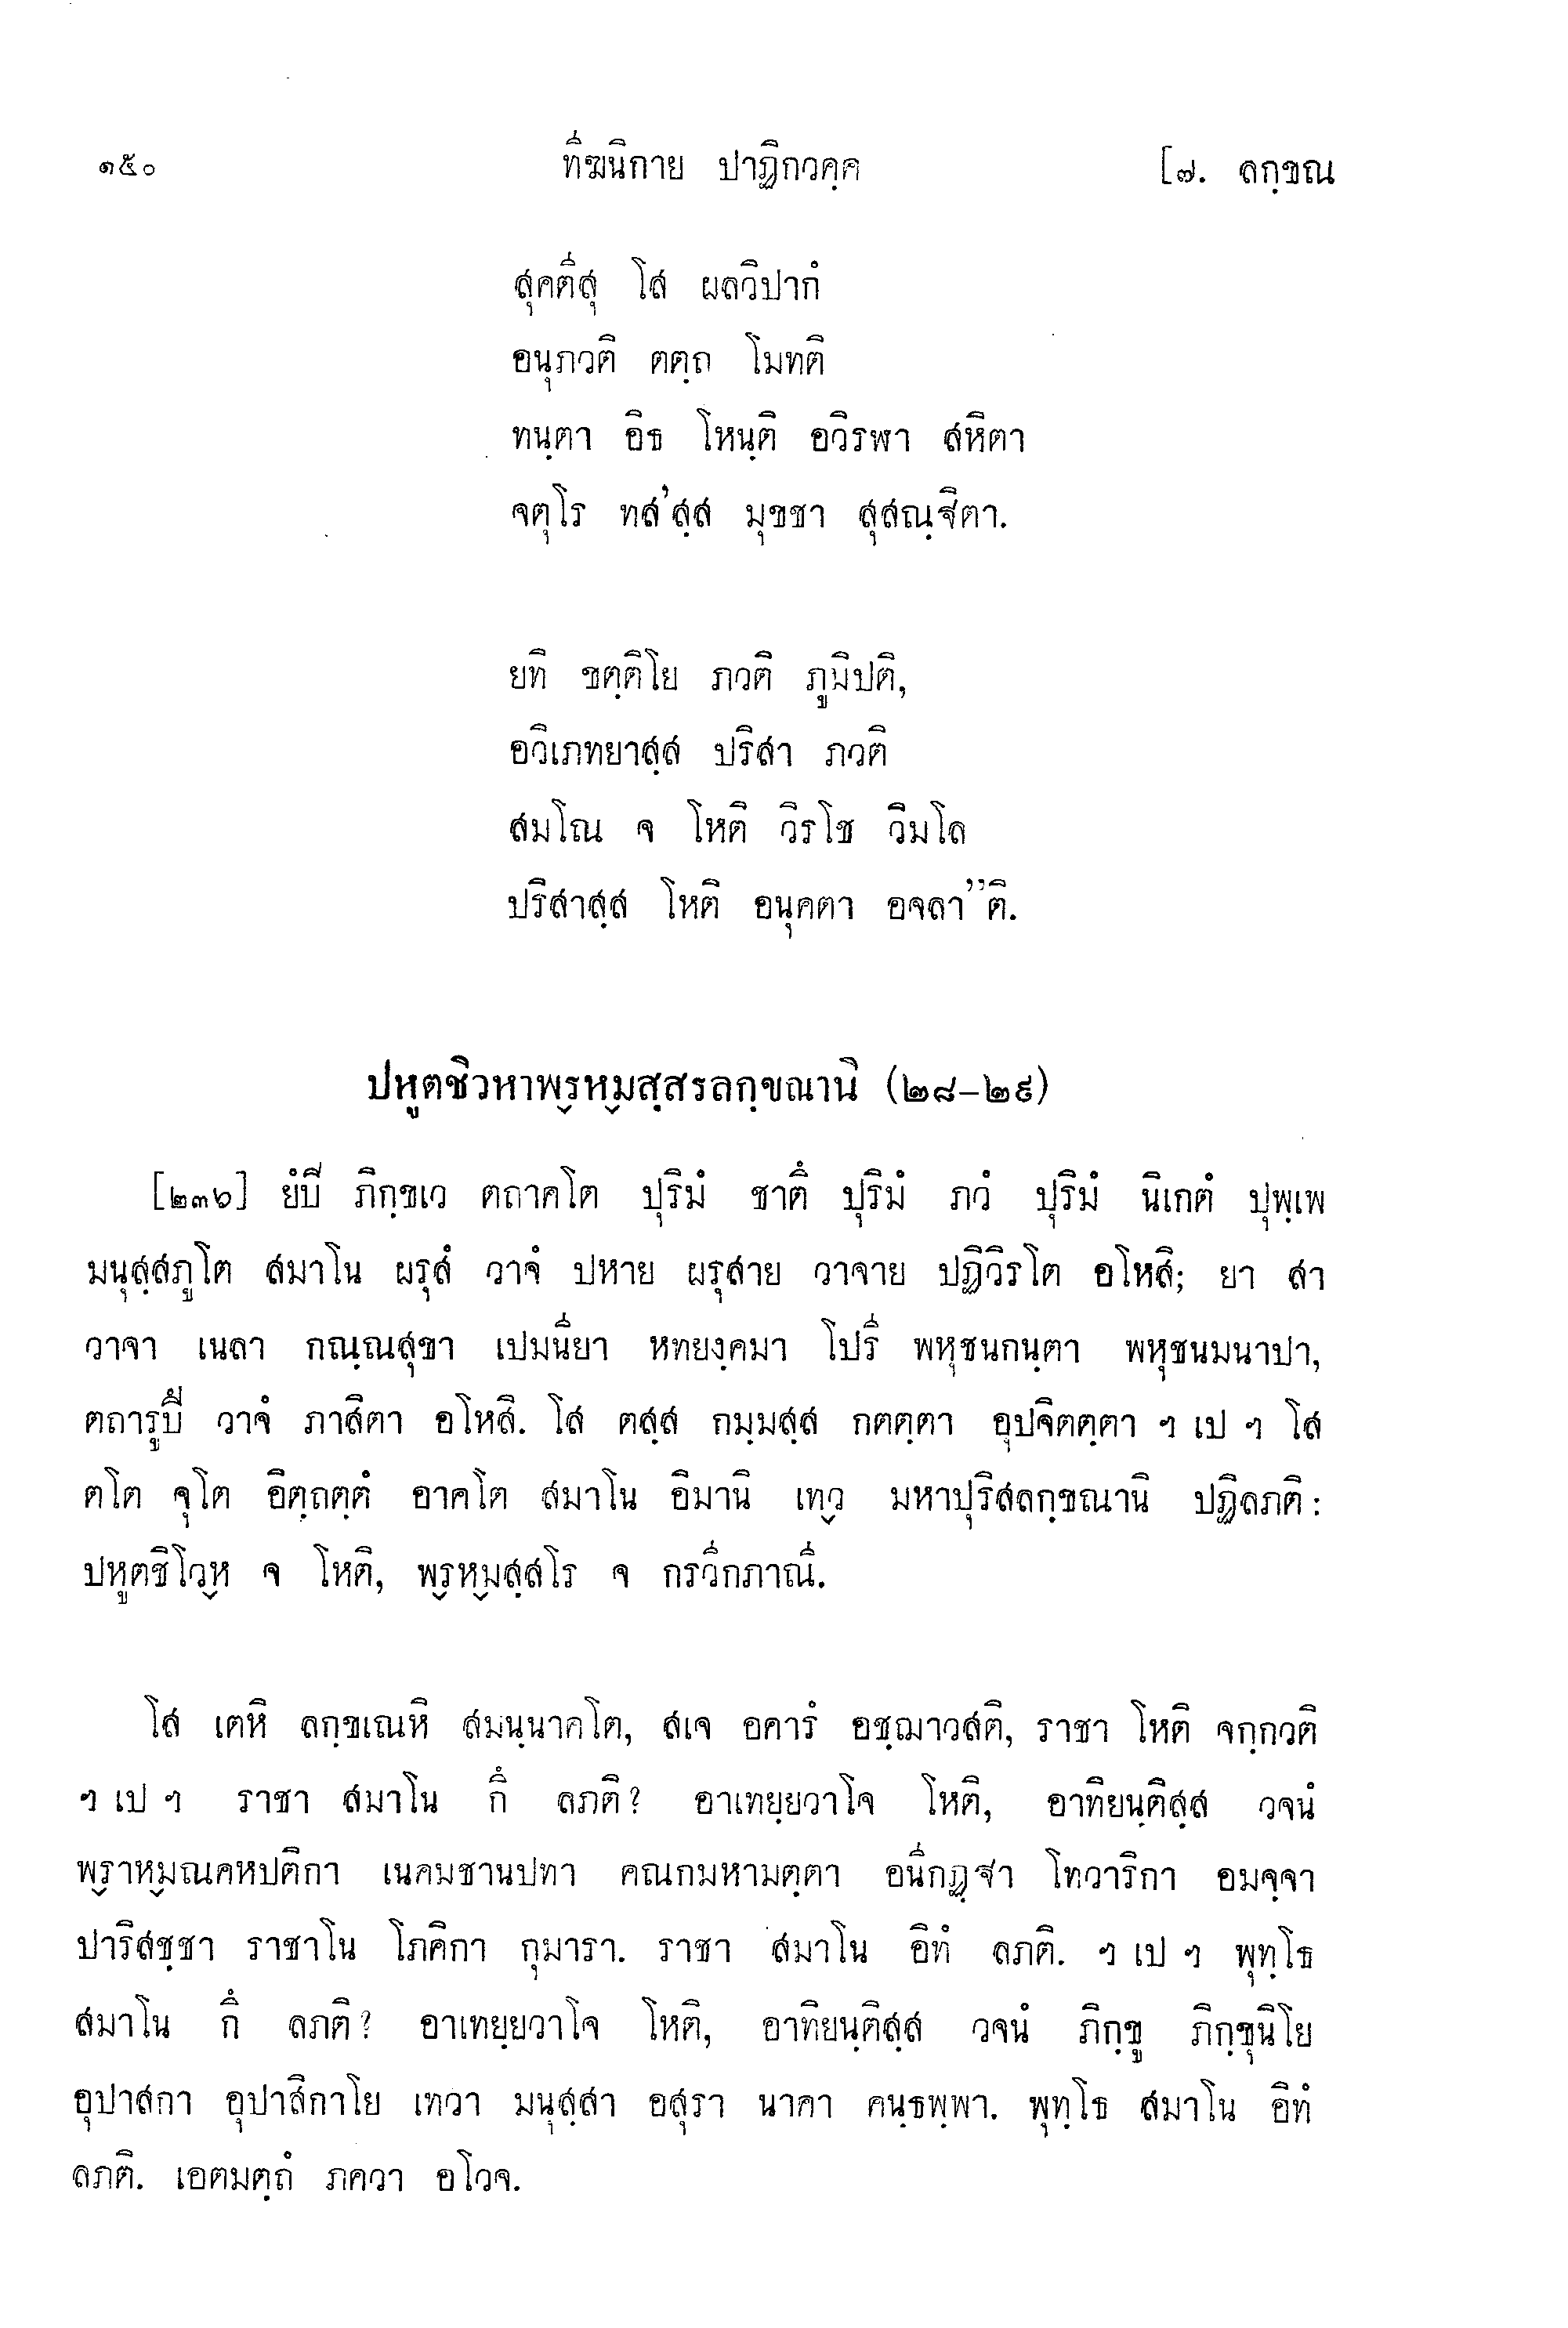 ๑๕๐ ทีฆนิกาย ปาฏิกวคฺค [๗. ลกฺขณ
สุคตีสุ โส ผลวิปากํ
อนุภวติ ตตฺถ โมทติ
ทนฺตา อิธ โหนฺติ อวิรฬา สหิตา
จตุโร ทส'สฺส มุขชา สุสณฺฐิตา.
ยทิ ขตฺติโย ภวติ ภูมิปติ,
อวิเภทยาสฺส ปริสา ภวติ
สมโณ จ โหติ วิรโช วิมโล
ปริสาสฺส โหติ อนุคตา อจลา"ติ.
ปหูตชิวหาพฺรหฺมสฺสรลกฺขณานิ (๒๘–๒๙)
[๒๓๖] ยํปิ ภิกฺขเว ตถาคโต ปุริมํ ชาตึ ปุริมํ ภวํ ปุริมํ นิเกตํ ปุพฺเพ
มนุสฺสภูโต สมาโน ผรุสํ วาจํ ปหาย ผรุสาย วาจาย ปฏิวิรโต อโหสิ; ยา สา
วาจา เนลา กณฺณสุขา เปมนียา หทยงฺคมา โปรี พหุชนกนฺตา พหุชนมนาปา,
ตถารูปึ วาจํ ภาสิตา อโหสิ. โส ตสฺส กมฺมสฺส กตตฺตา อุปจิตตฺตา ฯ เป ฯ โส
ตโต จุโต อิตฺถตฺตํ อาคโต สมาโน อิมานิ เทฺว มหาปุริสลกฺขณานิ ปฏิลภติ:
ปหูตชิโวฺห จ โหติ, พฺรหฺมสฺสโร จ กรวีกภาณี.
โส เตหิ ลกฺขเณหิ สมนฺนาคโต, สเจ อคารํ อชฺฌาวสติ, ราชา โหติ จกฺกวติ
ฯ เป ฯ ราชา สมาโน กึ ลภติ? อาเทยฺยวาโจ โหติ, อาทิยนฺติสฺส วจนํ
พฺราหฺมณคหปติกา เนคมชานปทา คณกมหามตฺตา อนีกฏฺฐา โทวาริกา อมจฺจา
ปาริสชฺชา ราชาโน โภคิกา กุมารา. ราชา สมาโน อิทํ ลภติ. ฯ เป ฯ พุทฺโธ
สมาโน กึ ลภติ? อาเทยฺยวาโจ โหติ, อาทิยนฺติสฺส วจนํ ภิกฺขู ภิกฺขุนิโย
อุปาสกา อุปาสิกาโย เทวา มนุสฺสา อสุรา นาคา คนฺธพฺพา. พุทฺโธ สมาโน อิทํ
ลภติ. เอตมตฺถํ ภควา อโวจ.